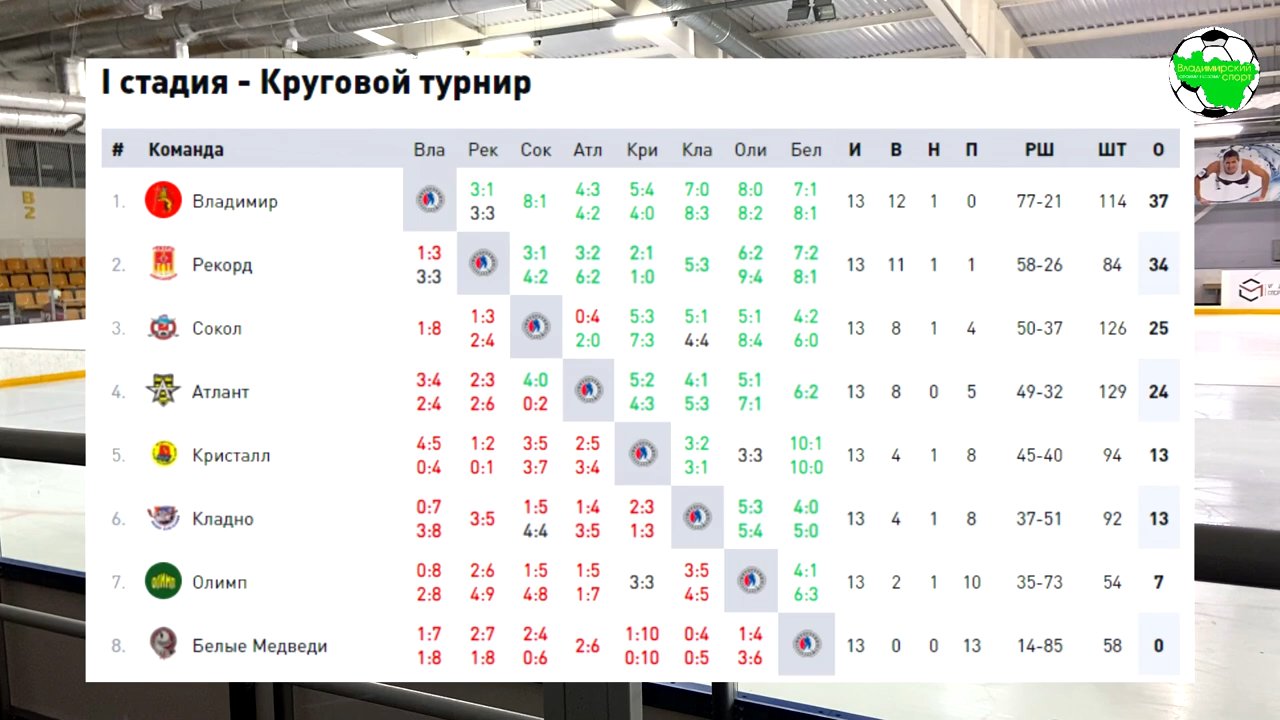 I стадия - Круговой турнир
Владимирский
спорт
В
2
# Команда Вла Рек Сок Атл Кри Кла Оли Бел И В Н П РШ ШТ О
1. Владимир 3:1 3:3 8:1 4:3 4:2 5:4 4:0 7:0 8:3 8:0 8:2 7:1 8:1 13 12 1 0 77-21 114 37
2. Рекорд 1:3 3:3 3:1 4:2 3:2 6:2 2:1 1:0 5:3 6:2 9:4 7:2 8:1 13 11 1 1 58-26 84 34
3. Сокол 1:8 1:3 2:4 0:4 2:0 5:3 7:3 5:1 4:4 5:1 8:4 4:2 6:0 13 8 1 4 50-37 126 25
4. Атлант 3:4 2:4 2:3 2:6 4:0 0:2 5:2 4:3 4:1 5:3 5:1 7:1 6:2 13 8 0 5 49-32 129 24
5. Кристалл 4:5 0:4 1:2 0:1 3:5 3:7 2:5 3:4 3:2 3:1 3:3 10:1 10:0 13 4 1 8 45-40 94 13
6. Кладно 0:7 3:8 3:5 1:5 4:4 1:4 3:5 2:3 1:3 5:3 5:4 4:0 5:0 13 4 1 8 37-51 92 13
ОЛИМП
7. Олимп 0:8 2:8 2:6 4:9 1:5 4:8 1:5 1:7 3:3 3:5 4:5 4:1 6:3 13 2 1 10 35-73 54 7
8. Белые Медведи 1:7 1:8 2:7 1:8 2:4 0:6 2:6 1:10 0:10 0:4 0:5 1:4 3:6 13 0 0 13 14-85 58 0